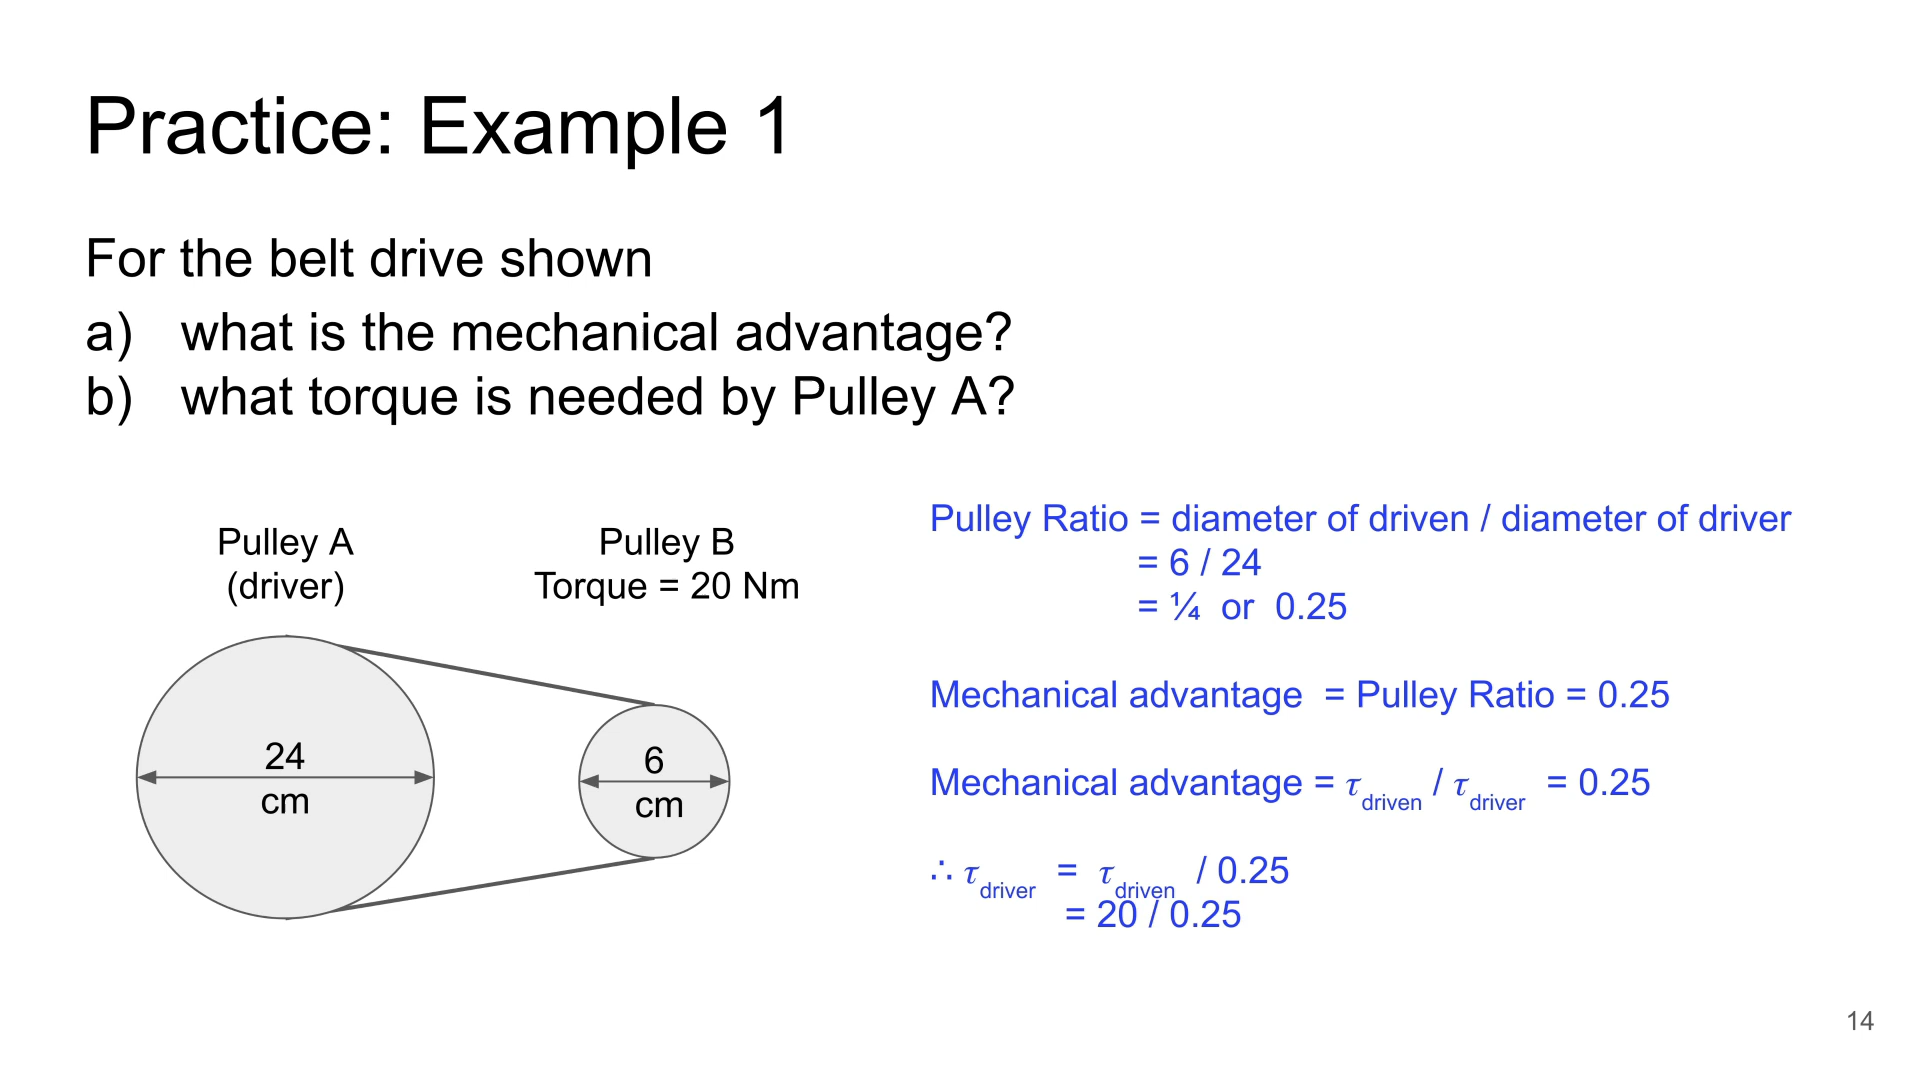 Practice: Example 1
For the belt drive shown
a) what is the mechanical advantage?
b) what torque is needed by Pulley A?
Pulley A
(driver)
Pulley B
Torque = 20 Nm
24
cm
6
cm
Pulley Ratio = diameter of driven / diameter of driver
= 6 / 24
= ¼ or 0.25
Mechanical advantage = Pulley Ratio = 0.25
Mechanical advantage = τdriven / τdriver = 0.25
∴ τdriver = τdriven / 0.25
= 20 / 0.25
14